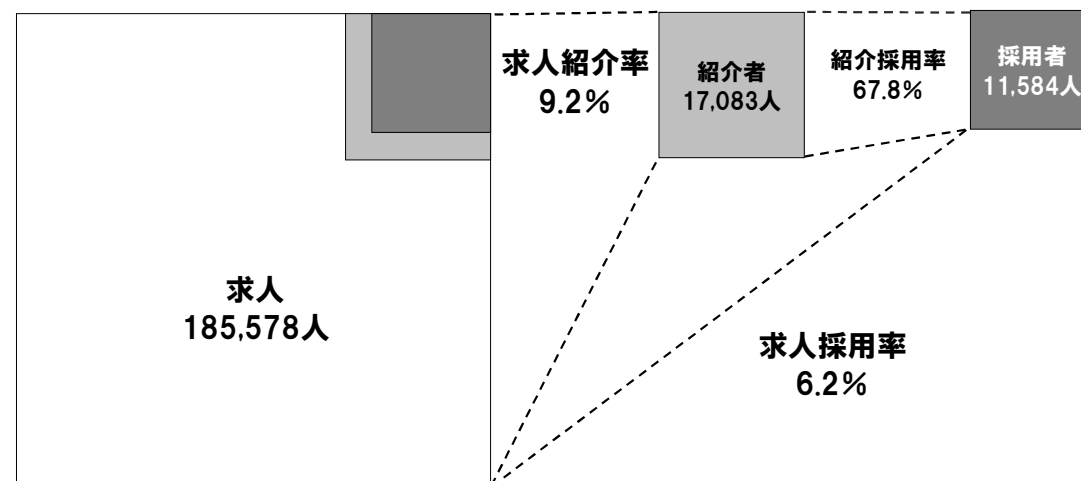 求人
185,578人
求人紹介率
9.2%
紹介者
17,083人
紹介採用率
67.8%
採用者
11,584人
求人採用率
6.2%